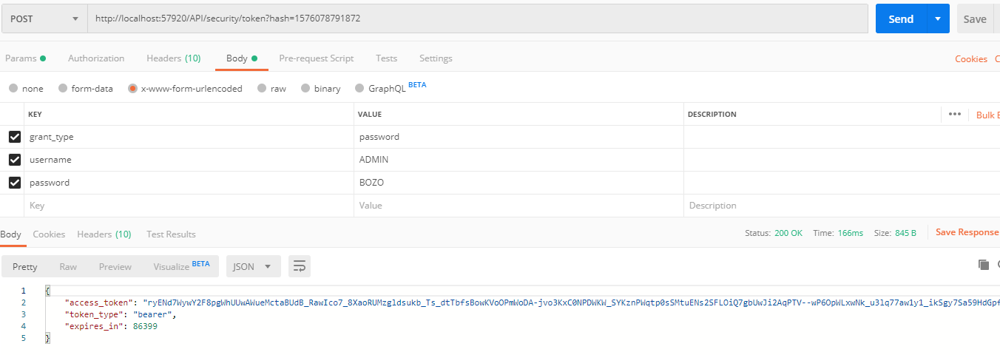 POST http://localhost:57920/API/security/token?hash=1576078791872 Send Save
Params Authorization Headers (10) Body Pre-request Script Tests Settings Cookies C
none form-data x-www-form-urlencoded raw binary GraphQL BETA
KEY VALUE DESCRIPTION ••• Bulk E
grant_type password
username ADMIN
password BOZO
Key Value Description
Body Cookies Headers (10) Test Results Status: 200 OK Time: 166ms Size: 845 B Save Response
Pretty Raw Preview Visualize BETA JSON
1 {
2 "access_token": "ryENd7WywY2F8pgWhUUwAWueMctaBUdB_RawIco7_8XaoRUMzgldsukb_Ts_dtTbfsBowKVoOPmWoDA-jvo3KxC0NPDWKW_SYKznPWqtp0sSMtuENs2SFLOiQ7gbUwJi2AqPTV--wP6OpWLxwNk_u3lq77aw1y1_ikSgy7Sa59HdGpf
3 "token_type": "bearer",
4 "expires_in": 86399
5 }